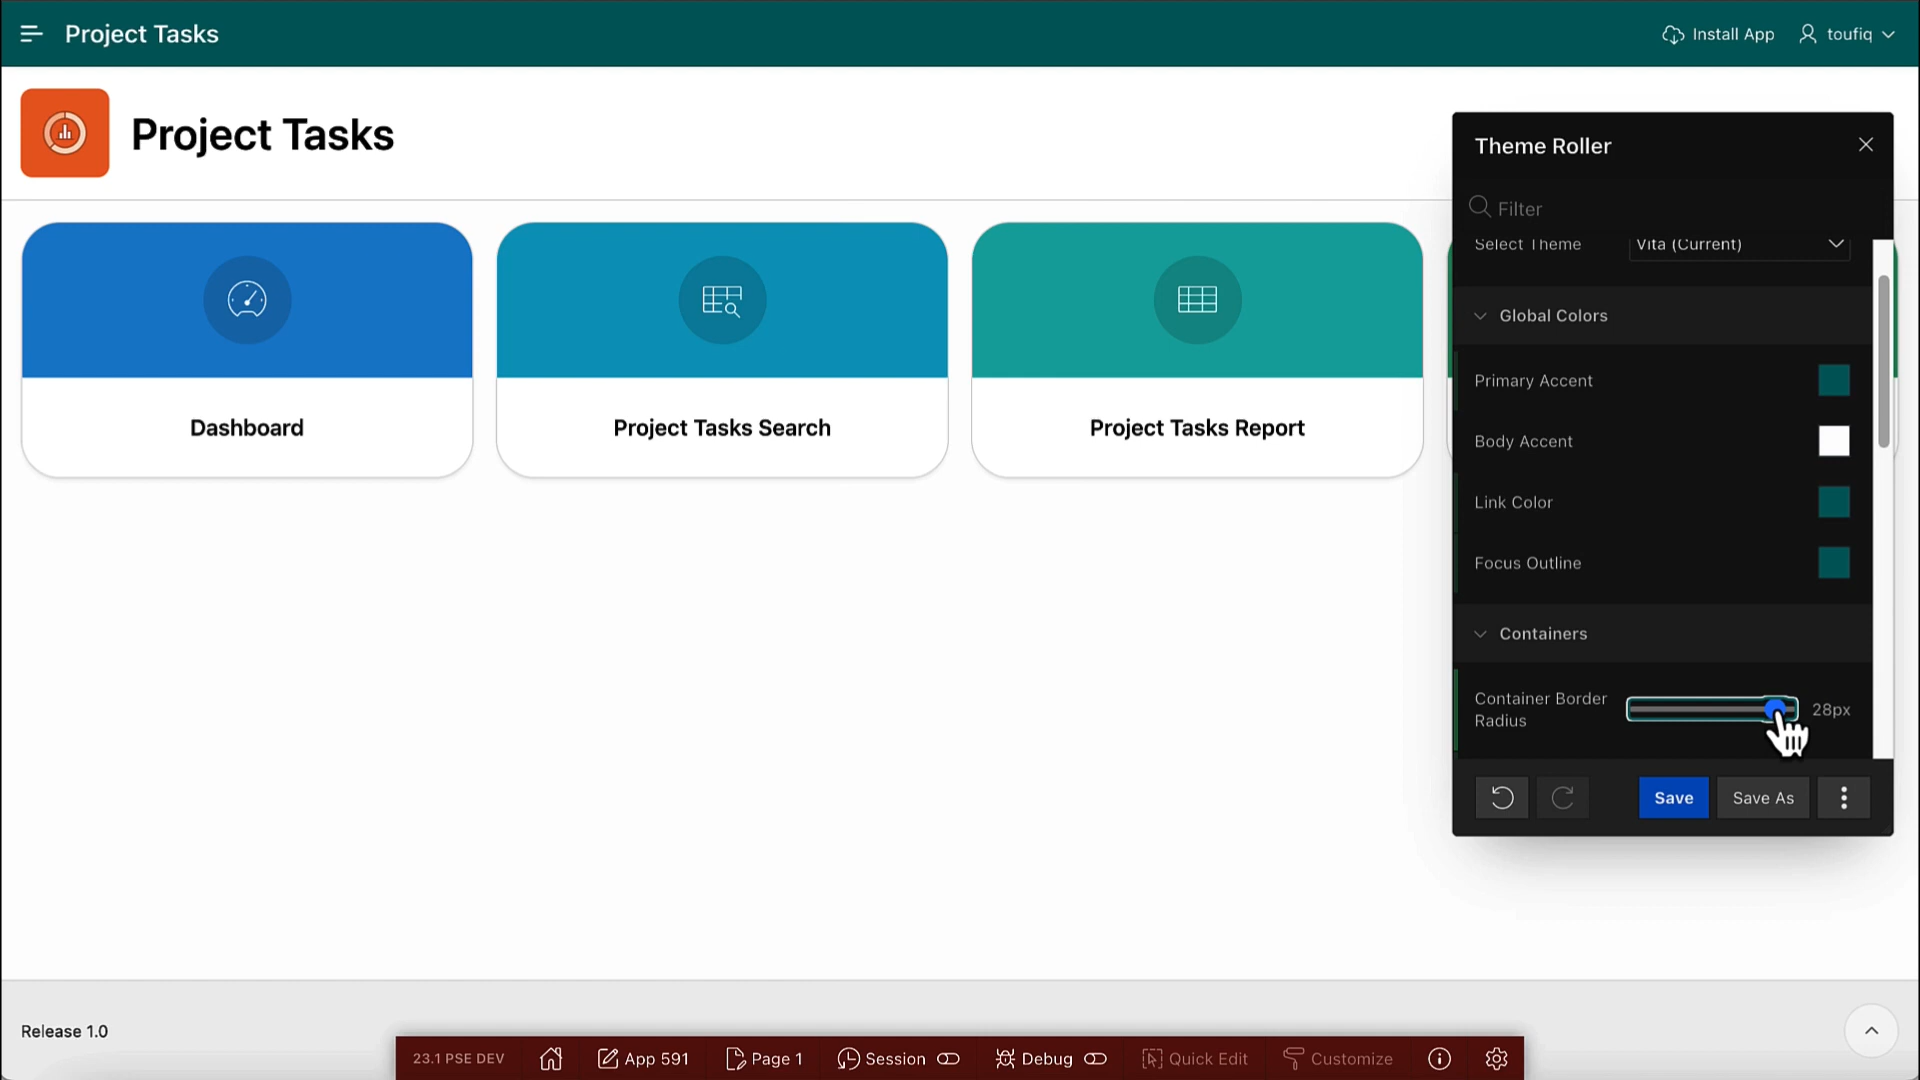 Project Tasks
Install App
toufiq
Project Tasks
Theme Roller
Filter
Select Theme
Vita (Current)
Global Colors
Primary Accent
Body Accent
Link Color
Focus Outline
Containers
Container Border
Radius
28px
Save
Save As
Dashboard
Project Tasks Search
Project Tasks Report
Release 1.0
23.1 PSE DEV
App 591
Page 1
Session
Debug
Quick Edit
Customize